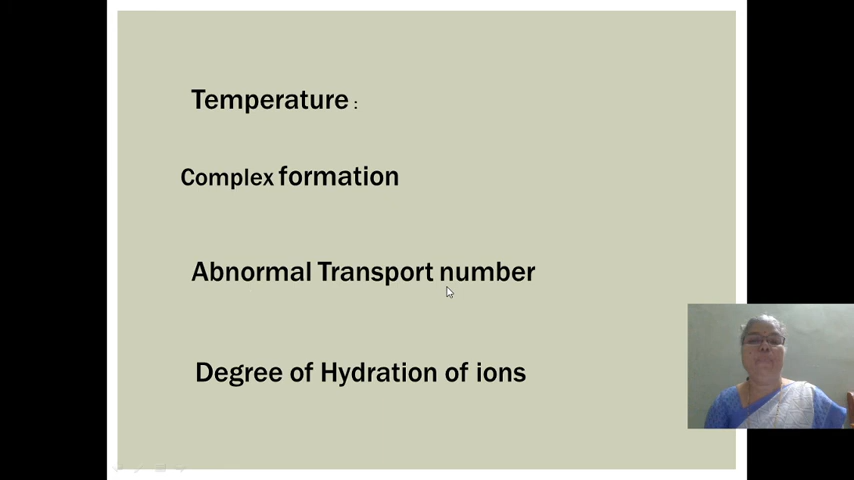 Temperature :
Complex formation
Abnormal Transport number
Degree of Hydration of ions